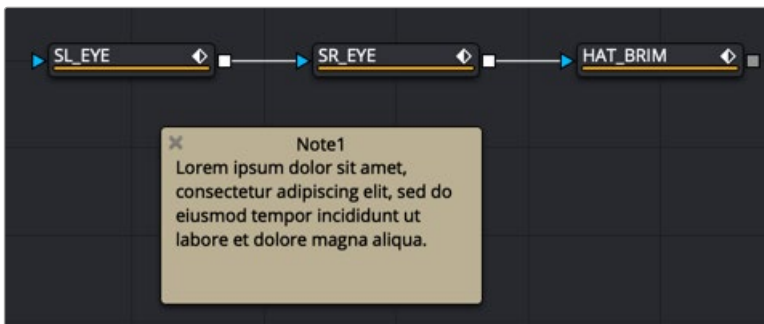 SL_EYE
SR_EYE
HAT_BRIM
Note1
Lorem ipsum dolor sit amet,
consectetur adipiscing elit, sed do
eiusmod tempor incididunt ut
labore et dolore magna aliqua.